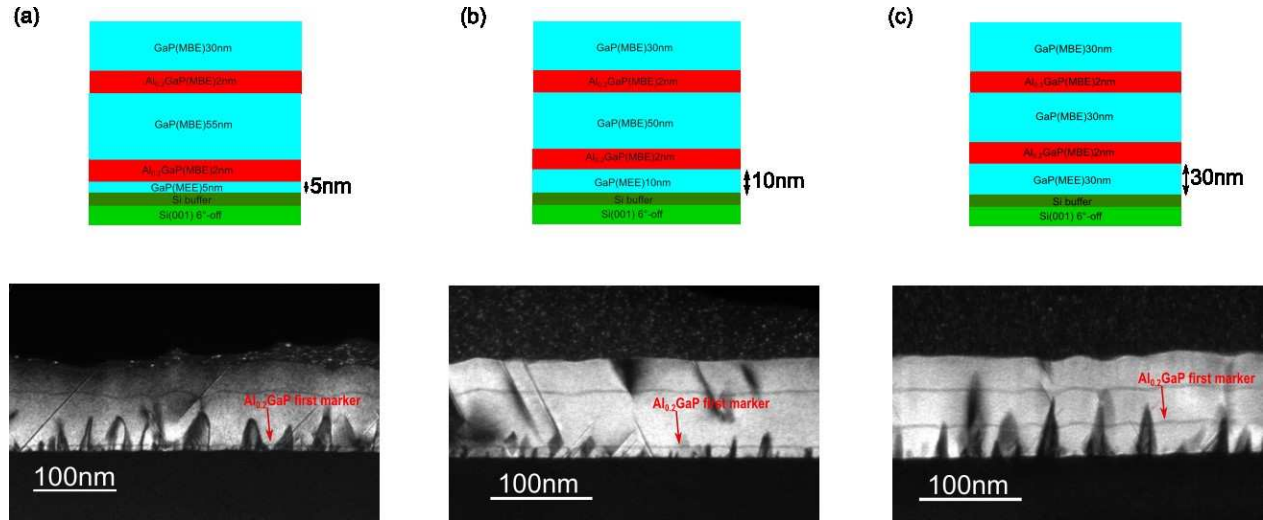 (a)
GaP(MBE)30nm
Al₀.₂GaP(MBE)2nm
GaP(MBE)55nm
Al₀.₂GaP(MBE)2nm
GaP(MEE)5nm
5nm
Si buffer
Si(001) 6°-off
Al₀.₂GaP first marker
100nm
(b)
GaP(MBE)30nm
Al₀.₂GaP(MBE)2nm
GaP(MBE)50nm
Al₀.₂GaP(MBE)2nm
GaP(MEE)10nm
10nm
Si buffer
Si(001) 6°-off
Al₀.₂GaP first marker
100nm
(c)
GaP(MBE)30nm
Al₀.₂GaP(MBE)2nm
GaP(MBE)30nm
Al₀.₂GaP(MBE)2nm
GaP(MEE)30nm
30nm
Si buffer
Si(001) 6°-off
Al₀.₂GaP first marker
100nm